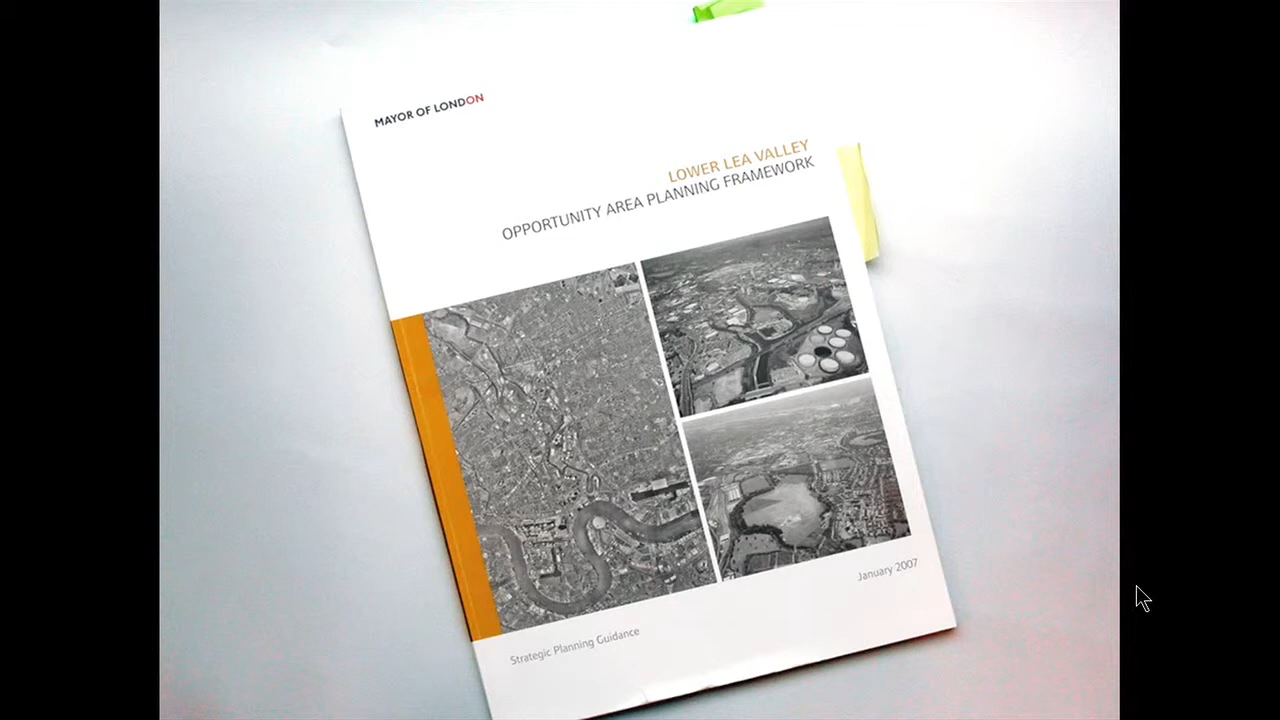 MAYOR OF LONDON
LOWER LEA VALLEY
OPPORTUNITY AREA PLANNING FRAMEWORK
January 2007
Strategic Planning Guidance